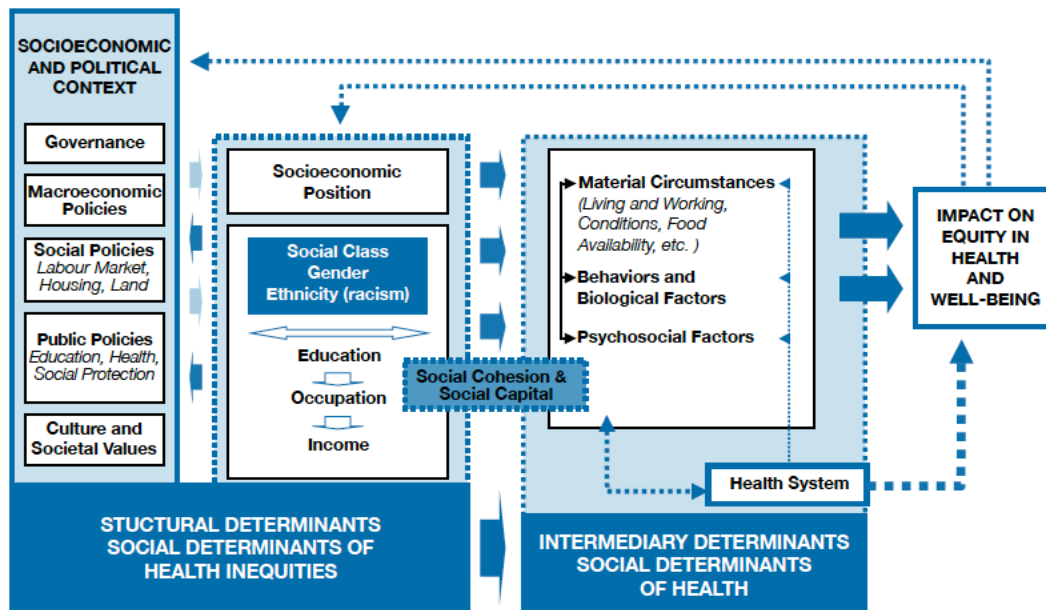 SOCIOECONOMIC
AND POLITICAL
CONTEXT
Governance
Macroeconomic
Policies
Social Policies
Labour Market,
Housing, Land
Public Policies
Education, Health,
Social Protection
Culture and
Societal Values
Socioeconomic
Position
Social Class
Gender
Ethnicity (racism)
Education
Occupation
Income
Social Cohesion &
Social Capital
Material Circumstances
(Living and Working,
Conditions, Food
Availability, etc. )
Behaviors and
Biological Factors
Psychosocial Factors
Health System
IMPACT ON
EQUITY IN
HEALTH
AND
WELL-BEING
STUCTURAL DETERMINANTS
SOCIAL DETERMINANTS OF
HEALTH INEQUITIES
INTERMEDIARY DETERMINANTS
SOCIAL DETERMINANTS
OF HEALTH